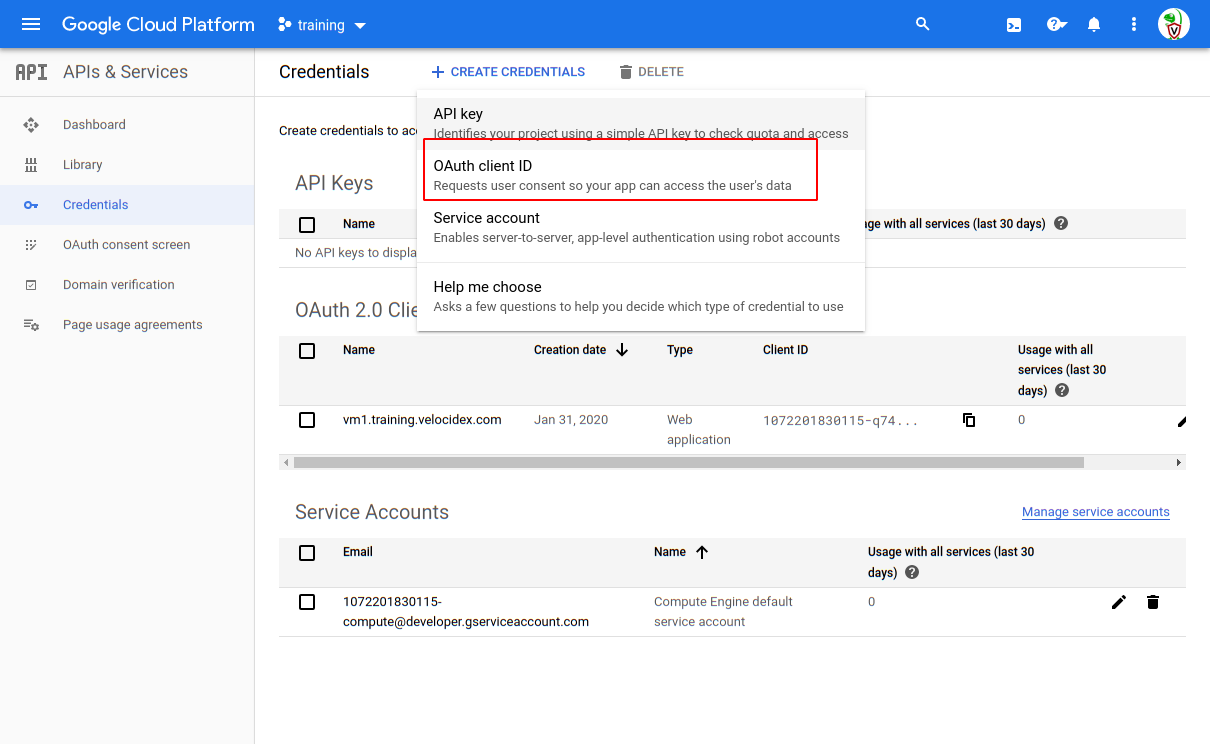 Google Cloud Platform
training
API APIs & Services
Credentials
CREATE CREDENTIALS
DELETE
Dashboard
Library
Credentials
OAuth consent screen
Domain verification
Page usage agreements
Create credentials to
API key
Identifies your project using a simple API key to check quota and access
OAuth client ID
Requests user consent so your app can access the user's data
Service account
Enables server-to-server, app-level authentication using robot accounts
Help me choose
Asks a few questions to help you decide which type of credential to use
API Keys
Name
with all services (last 30 days)
No API keys to
OAuth 2.0
Name
Creation date
Type
Client ID
Usage with all
services (last 30
days)
vm1.training.velocidex.com
Jan 31, 2020
Web
application
1072201830115-q74...
0
Service Accounts
Manage service accounts
Email
Name
Usage with all services (last 30
days)
1072201830115-
compute@developer.gserviceaccount.com
Compute Engine default
service account
0